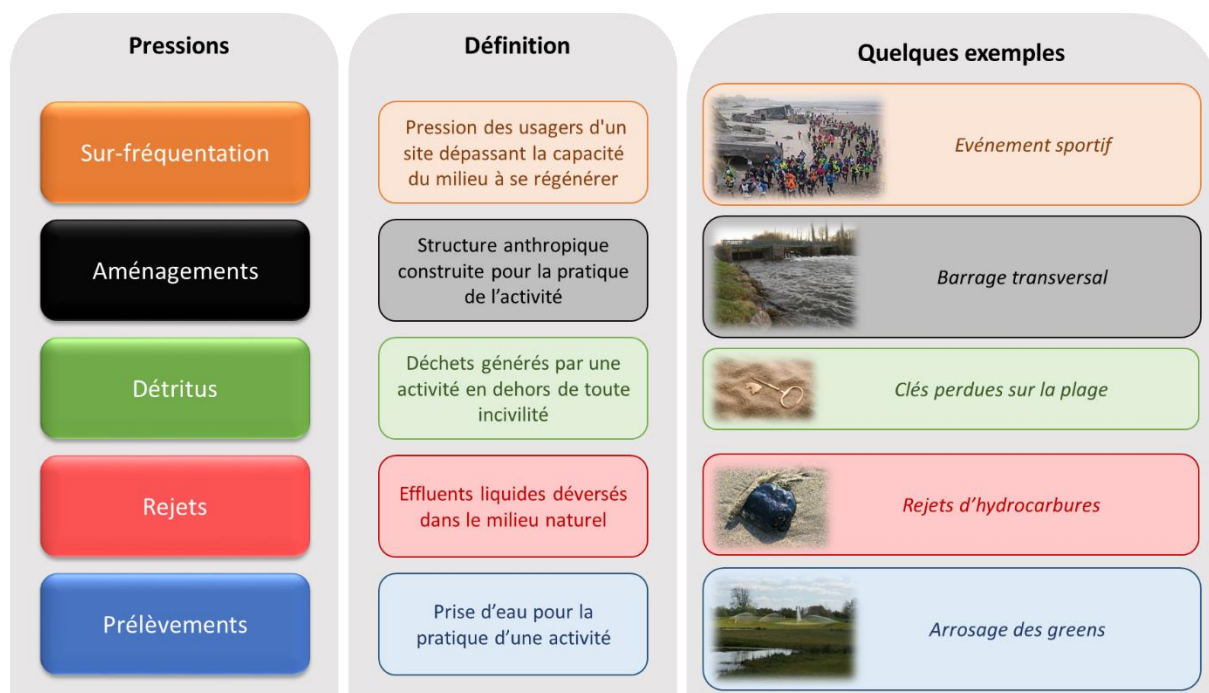 Pressions
Définition
Quelques exemples
Sur-fréquentation
Pression des usagers d'un
site dépassant la capacité
du milieu à se régénérer
Evénement sportif
Aménagements
Structure anthropique
construite pour la pratique
de l’activité
Barrage transversal
Détritus
Déchets générés par une
activité en dehors de toute
incivilité
Clés perdues sur la plage
Rejets
Effluents liquides déversés
dans le milieu naturel
Rejets d’hydrocarbures
Prélèvements
Prise d’eau pour la
pratique d’une activité
Arrosage des greens